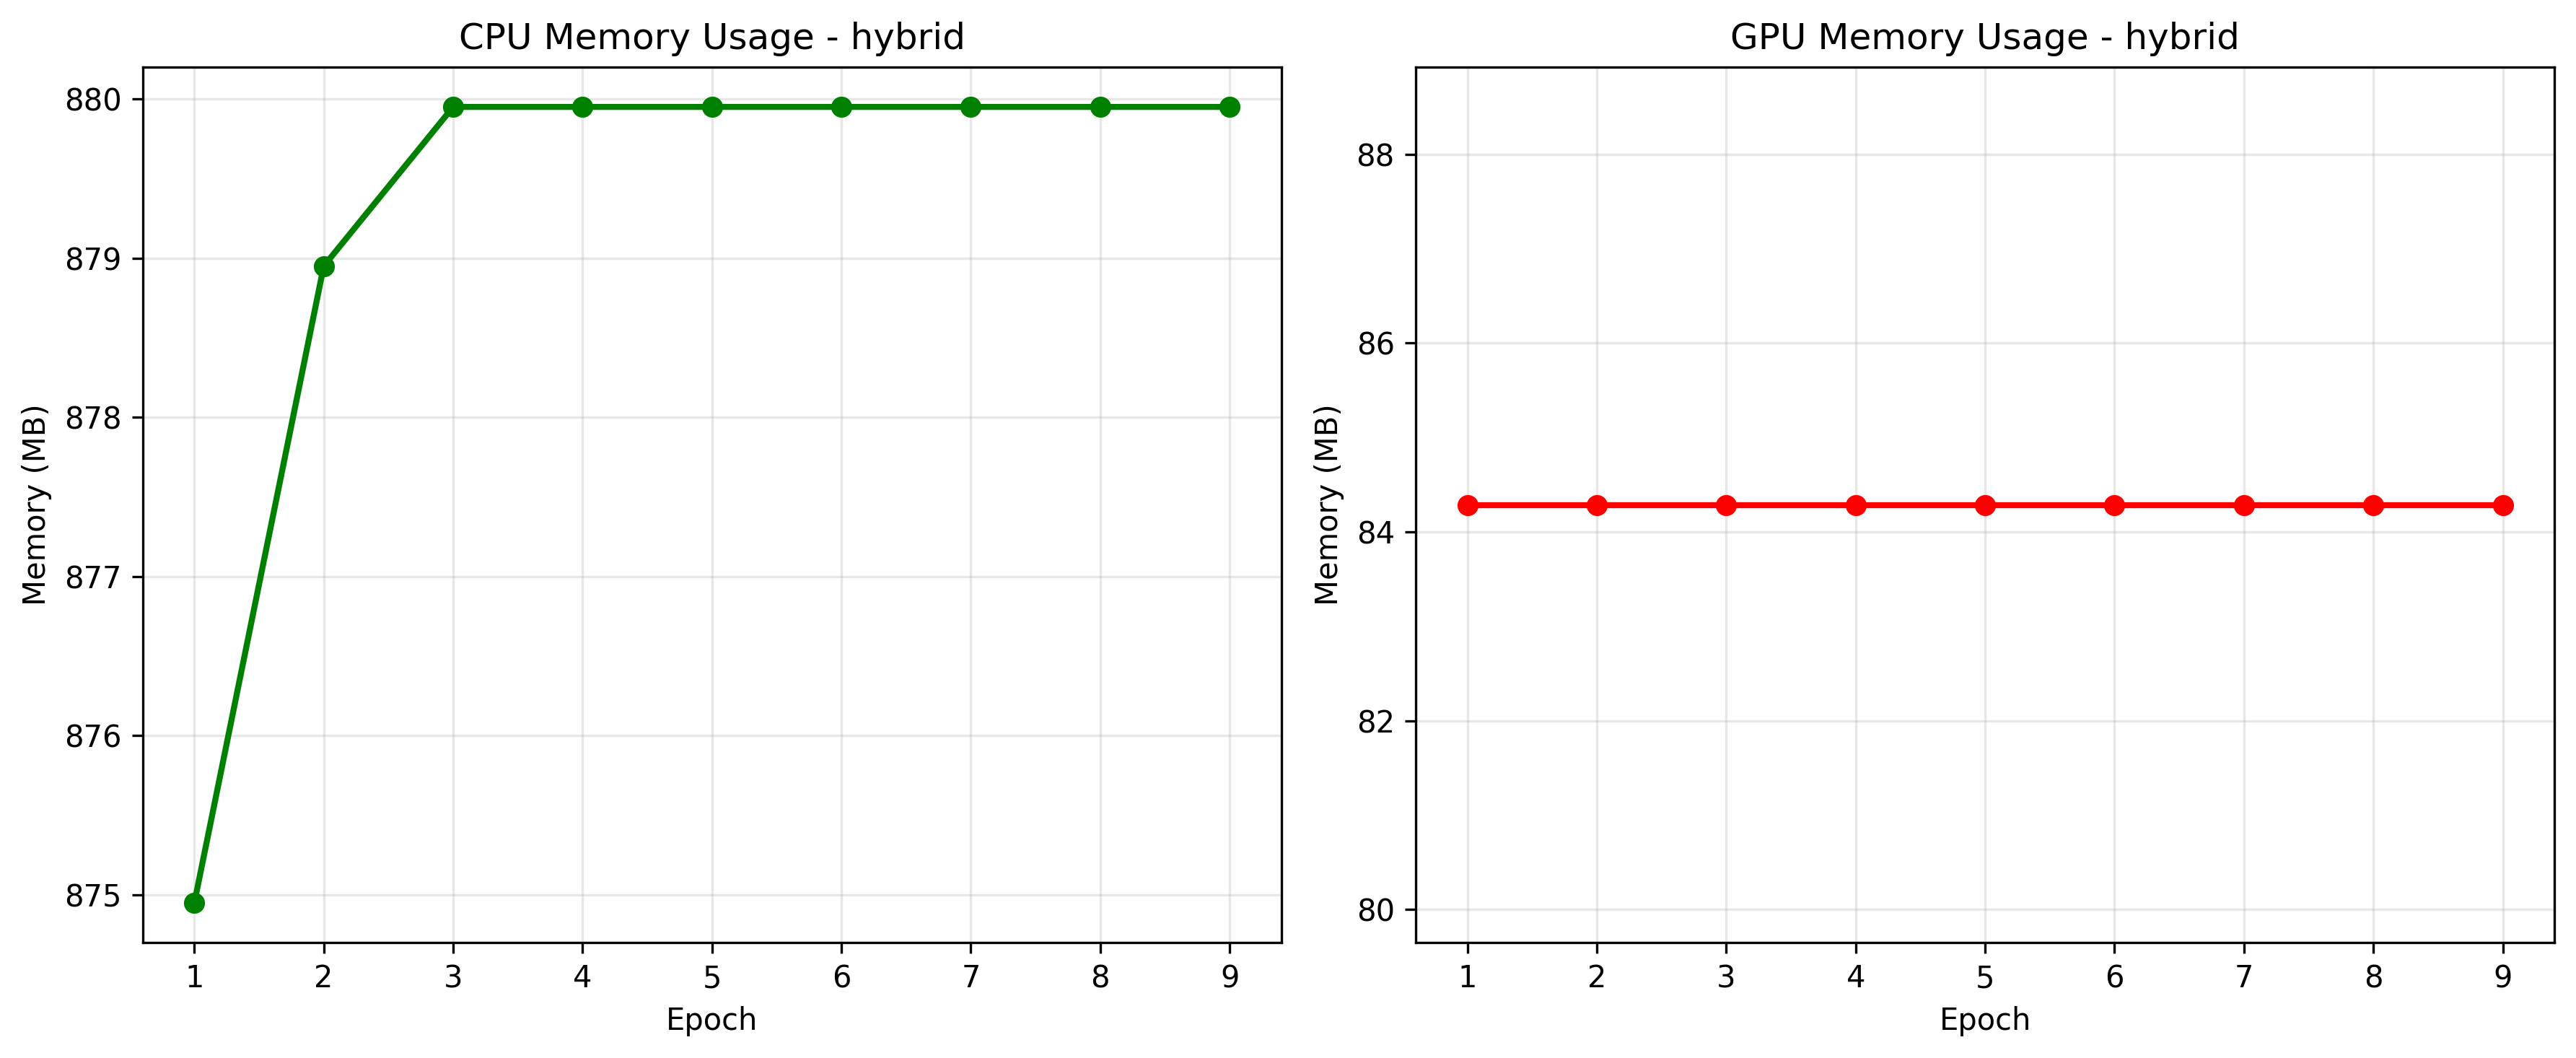 CPU Memory Usage - hybrid
880
879
878
877
876
875
Memory (MB)
1 2 3 4 5 6 7 8 9
Epoch
GPU Memory Usage - hybrid
88
86
84
82
80
Memory (MB)
1 2 3 4 5 6 7 8 9
Epoch